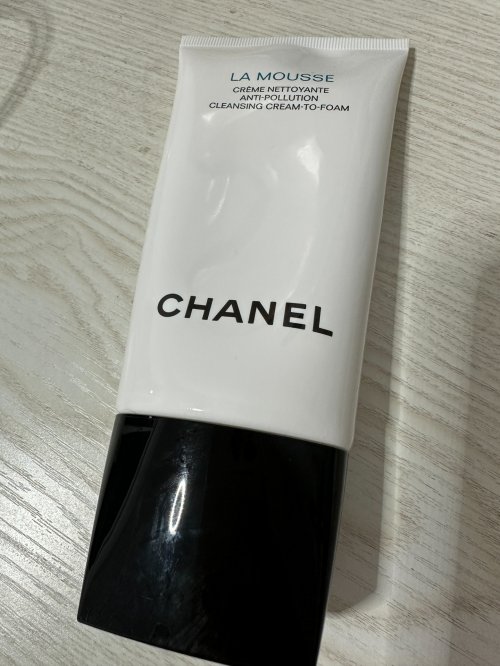 LA MOUSSE
CRÈME NETTOYANTE
ANTI-POLLUTION
CLEANSING CREAM-TO-FOAM
CHANEL